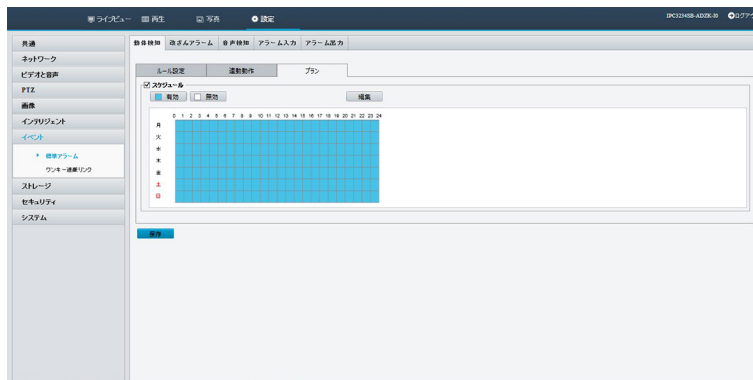 ライブビュー 再生 写真 設定 IPC3234SB-ADZK-I0 ログアウ
共通
ネットワーク
ビデオと音声
PTZ
画像
インテリジェント
イベント
標準アラーム
ワンキー連動リンク
ストレージ
セキュリティ
システム
動体検知 改ざんアラーム 音声検知 アラーム入力 アラーム出力
ルール設定 連動動作 プラン
スケジュール
有効 無効 編集
0 1 2 3 4 5 6 7 8 9 10 11 12 13 14 15 16 17 18 19 20 21 22 23 24
月
火
水
木
金
土
日
保存